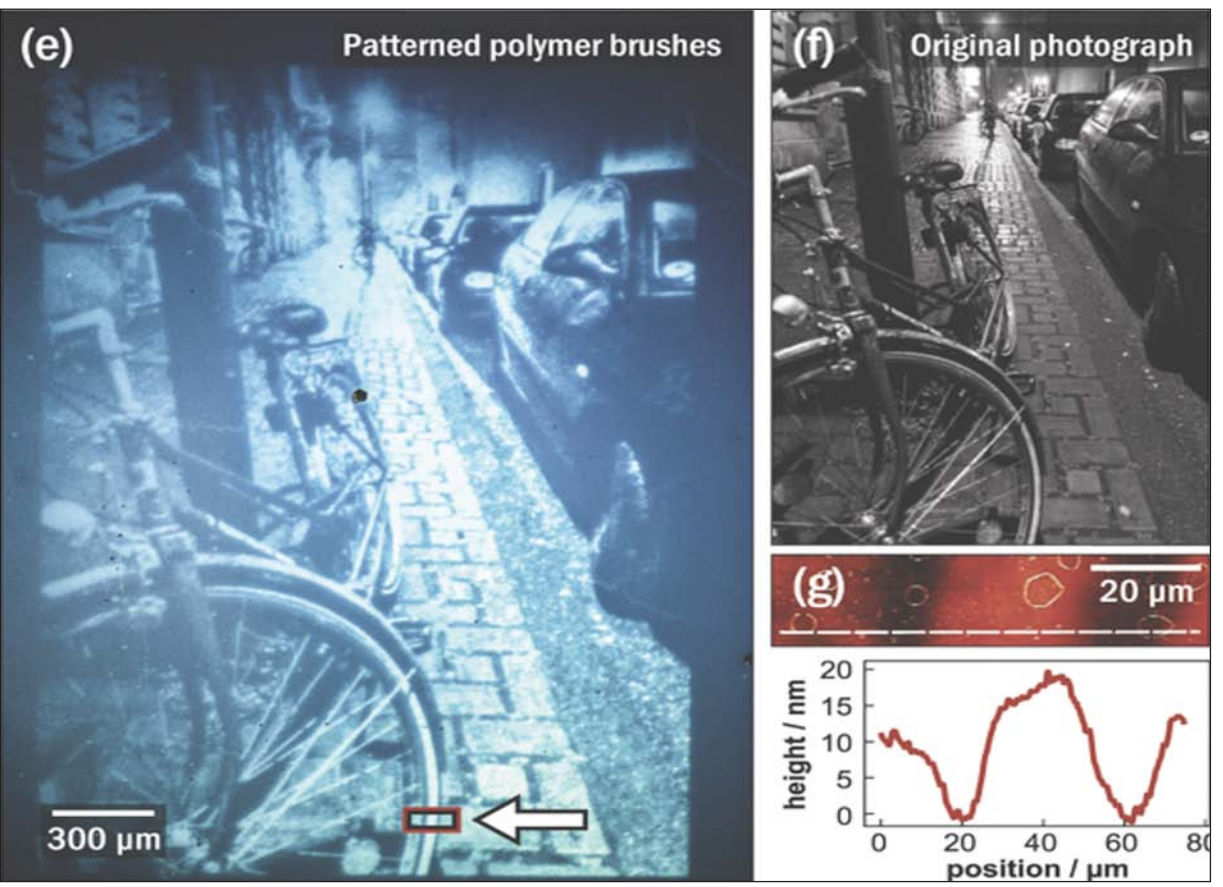 (e)
Patterned polymer brushes
300 µm
(f)
Original photograph
(g)
20 µm
height / nm
20
15
10
5
0
0 20 40 60 80
position / µm